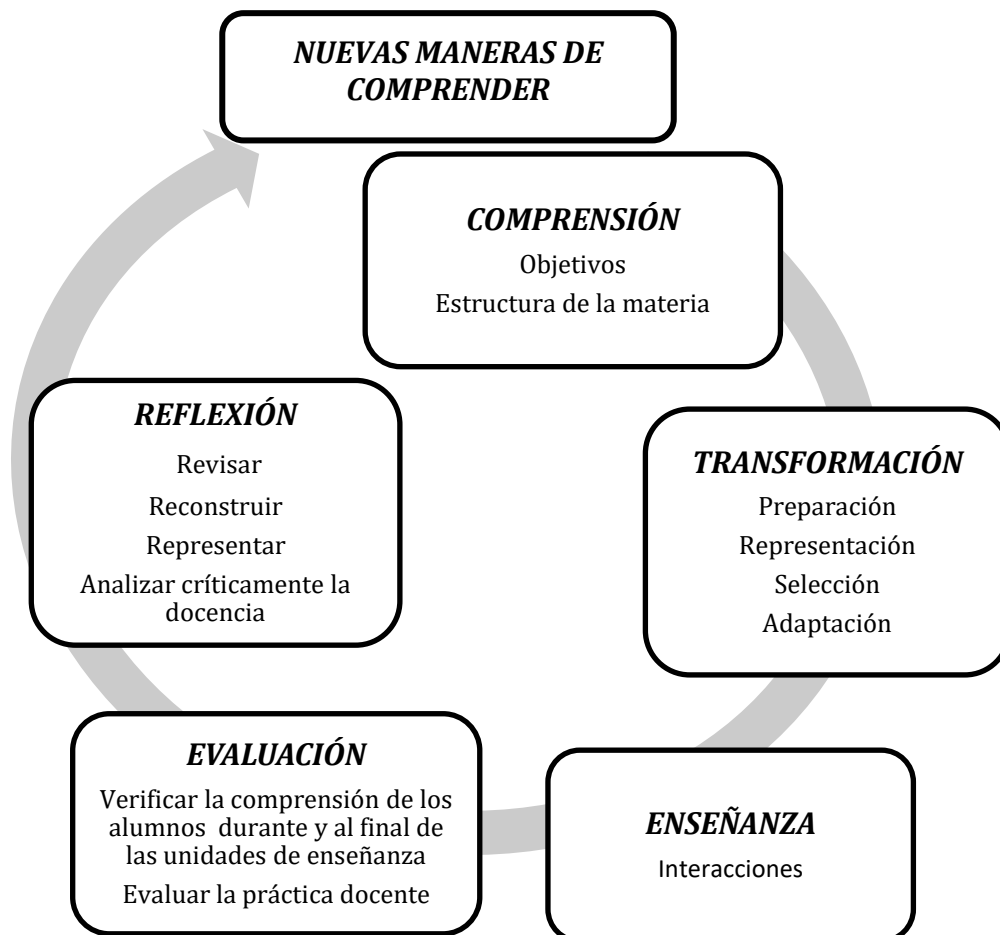 NUEVAS MANERAS DE
COMPRENDER
COMPRENSIÓN
Objetivos
Estructura de la materia
TRANSFORMACIÓN
Preparación
Representación
Selección
Adaptación
ENSEÑANZA
Interacciones
EVALUACIÓN
Verificar la comprensión de los
alumnos durante y al final de
las unidades de enseñanza
Evaluar la práctica docente
REFLEXIÓN
Revisar
Reconstruir
Representar
Analizar críticamente la
docencia